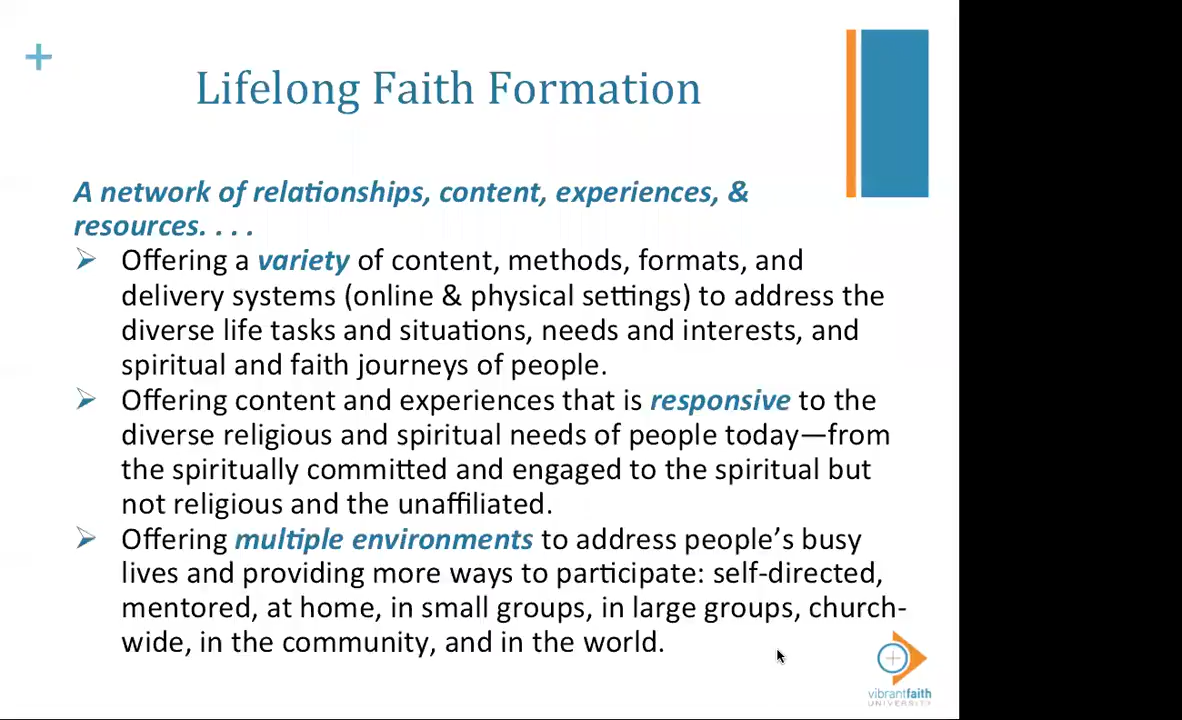 +
Lifelong Faith Formation
A network of relationships, content, experiences, &
resources. . . .
Offering a variety of content, methods, formats, and
delivery systems (online & physical settings) to address the
diverse life tasks and situations, needs and interests, and
spiritual and faith journeys of people.
Offering content and experiences that is responsive to the
diverse religious and spiritual needs of people today—from
the spiritually committed and engaged to the spiritual but
not religious and the unaffiliated.
Offering multiple environments to address people’s busy
lives and providing more ways to participate: self-directed,
mentored, at home, in small groups, in large groups, church-
wide, in the community, and in the world.
vibrantfaith
UNIVERSITY